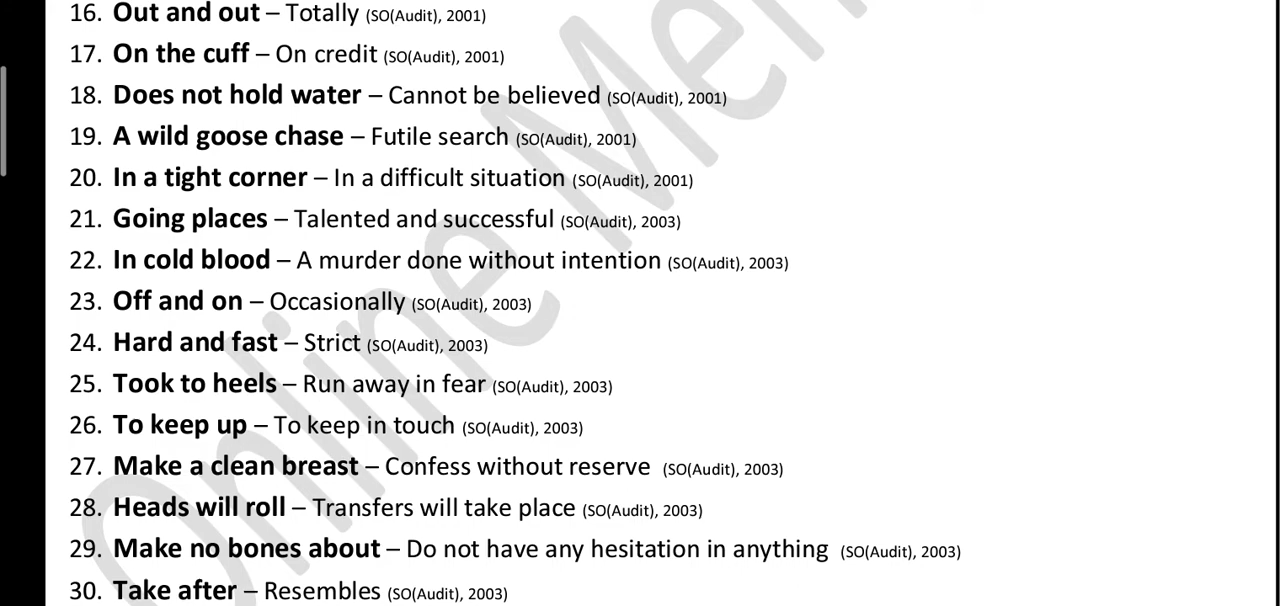 16. Out and out – Totally (SO(Audit), 2001)
17. On the cuff – On credit (SO(Audit), 2001)
18. Does not hold water – Cannot be believed (SO(Audit), 2001)
19. A wild goose chase – Futile search (SO(Audit), 2001)
20. In a tight corner – In a difficult situation (SO(Audit), 2001)
21. Going places – Talented and successful (SO(Audit), 2003)
22. In cold blood – A murder done without intention (SO(Audit), 2003)
23. Off and on – Occasionally (SO(Audit), 2003)
24. Hard and fast – Strict (SO(Audit), 2003)
25. Took to heels – Run away in fear (SO(Audit), 2003)
26. To keep up – To keep in touch (SO(Audit), 2003)
27. Make a clean breast – Confess without reserve (SO(Audit), 2003)
28. Heads will roll – Transfers will take place (SO(Audit), 2003)
29. Make no bones about – Do not have any hesitation in anything (SO(Audit), 2003)
30. Take after – Resembles (SO(Audit), 2003)
Online